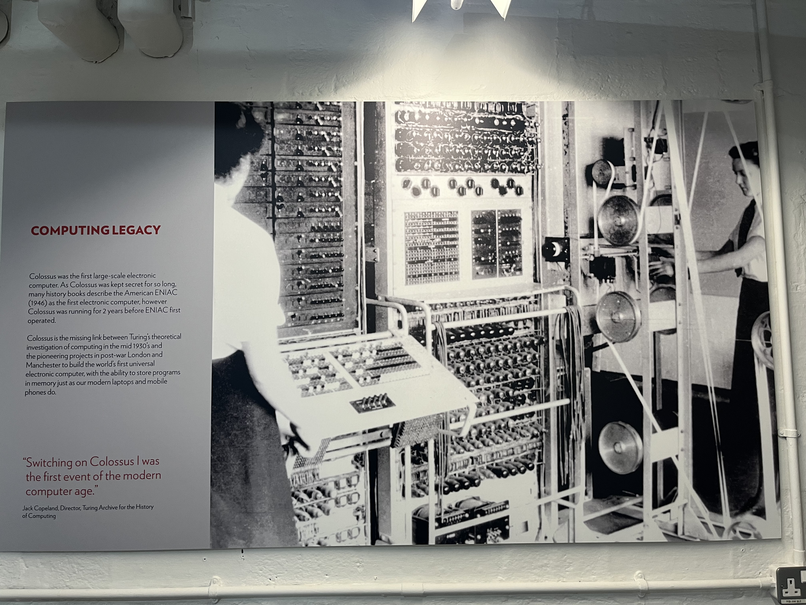 COMPUTING LEGACY
Colossus was the first large-scale electronic
computer. As Colossus was kept secret for so long,
many history books describe the American ENIAC
(1946) as the first electronic computer, however
Colossus was running for 2 years before ENIAC first
operated.
Colossus is the missing link between Turing's theoretical
investigation of computing in the mid 1930's and
the pioneering projects in post-war London and
Manchester to build the world's first universal
electronic computer, with the ability to store programs
in memory just as our modern laptops and mobile
phones do.
"Switching on Colossus I was
the first event of the modern
computer age."
Jack Copeland, Director, Turing Archive for the History
of Computing